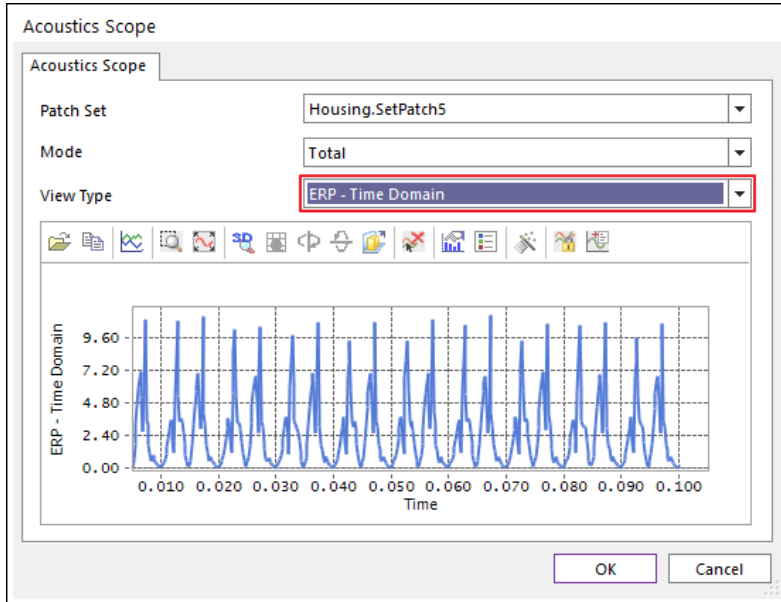 Acoustics Scope
Acoustics Scope
Patch Set
Housing.SetPatch5
Mode
Total
View Type
ERP - Time Domain
3D
ERP - Time Domain
9.60
7.20
4.80
2.40
0.00
0.010 0.020 0.030 0.040 0.050 0.060 0.070 0.080 0.090 0.100
Time
OK
Cancel